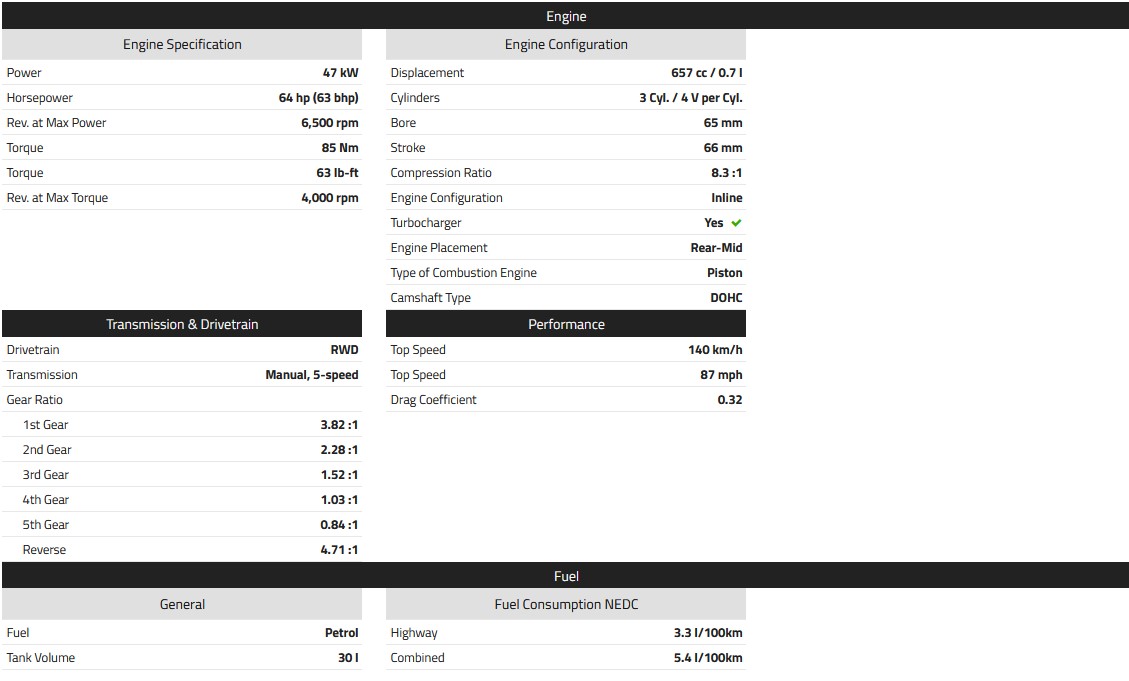 Engine
Engine Specification
Power 47 kW
Horsepower 64 hp (63 bhp)
Rev. at Max Power 6,500 rpm
Torque 85 Nm
Torque 63 lb-ft
Rev. at Max Torque 4,000 rpm
Engine Configuration
Displacement 657 cc / 0.7 l
Cylinders 3 Cyl. / 4 V per Cyl.
Bore 65 mm
Stroke 66 mm
Compression Ratio 8.3 :1
Engine Configuration Inline
Turbocharger Yes
Engine Placement Rear-Mid
Type of Combustion Engine Piston
Camshaft Type DOHC
Transmission & Drivetrain
Drivetrain RWD
Transmission Manual, 5-speed
Gear Ratio
1st Gear 3.82 :1
2nd Gear 2.28 :1
3rd Gear 1.52 :1
4th Gear 1.03 :1
5th Gear 0.84 :1
Reverse 4.71 :1
Performance
Top Speed 140 km/h
Top Speed 87 mph
Drag Coefficient 0.32
Fuel
General
Fuel Petrol
Tank Volume 30 l
Fuel Consumption NEDC
Highway 3.3 l/100km
Combined 5.4 l/100km